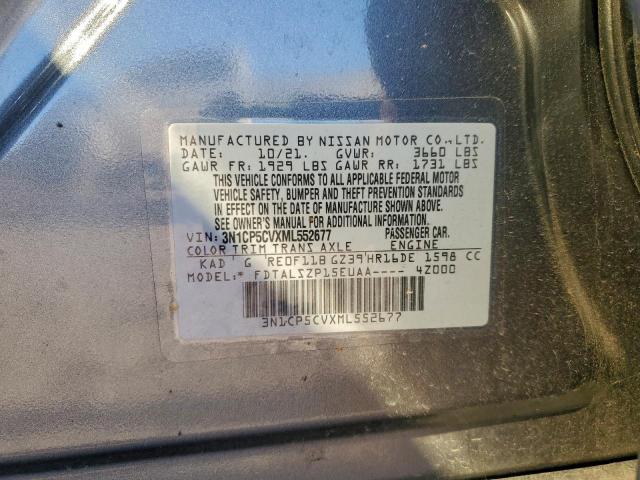 MANUFACTURED BY NISSAN MOTOR CO.,LTD.
DATE: 10/21. GVWR: 3660 LBS
GAWR FR: 1929 LBS GAWR RR: 1731 LBS
THIS VEHICLE CONFORMS TO ALL APPLICABLE FEDERAL MOTOR
VEHICLE SAFETY, BUMPER AND THEFT PREVENTION STANDARDS
IN EFFECT ON THE DATE OF MANUFACTURE SHOWN ABOVE.
SEE OWNER'S MANUAL FOR ADDITIONAL INFORMATION.
VIN: 3N1CP5CVXML552677 PASSENGER CAR.
COLOR TRIM TRANS AXLE ENGINE
KAD' G 'RE0F11B GZ39'HR16DE 1598 CC
MODEL:* FDTALSZP15EUAA---- 4Z000
3N1CP5CVXML552677